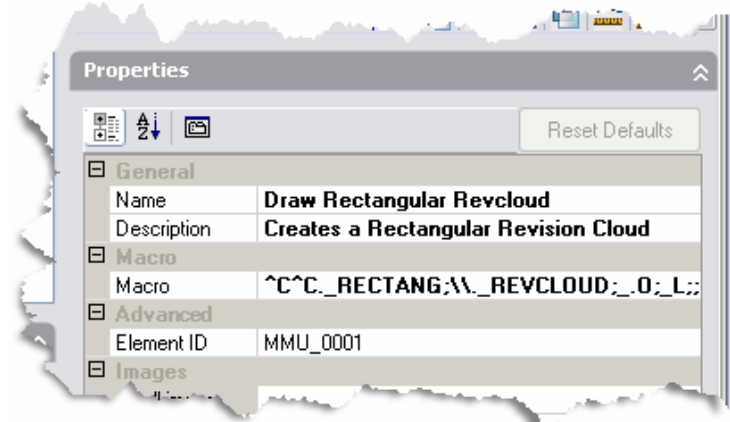 Properties
Reset Defaults
General
Name Draw Rectangular Revcloud
Description Creates a Rectangular Revision Cloud
Macro
Macro ^C^C._RECTANG;\\._REVCLOUD;_.O;_L;;
Advanced
Element ID MMU_0001
Images